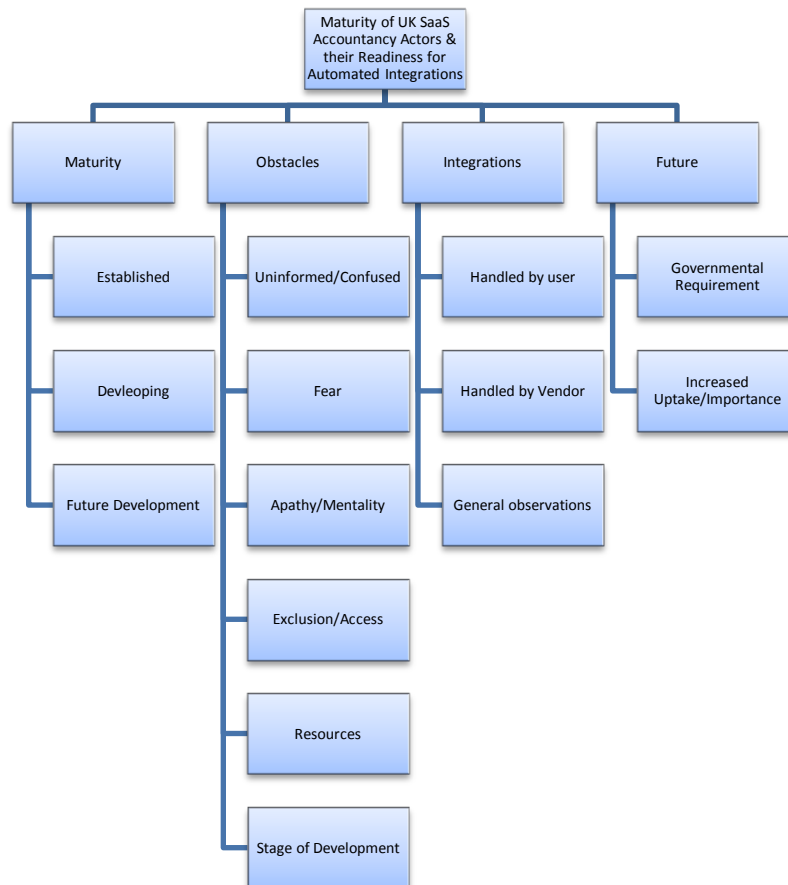 Maturity of UK SaaS
Accountancy Actors &
their Readiness for
Automated Integrations
Maturity
Obstacles
Integrations
Future
Established
Devleoping
Future Development
Uninformed/Confused
Fear
Apathy/Mentality
Exclusion/Access
Resources
Stage of Development
Handled by user
Handled by Vendor
General observations
Governmental
Requirement
Increased
Uptake/Importance